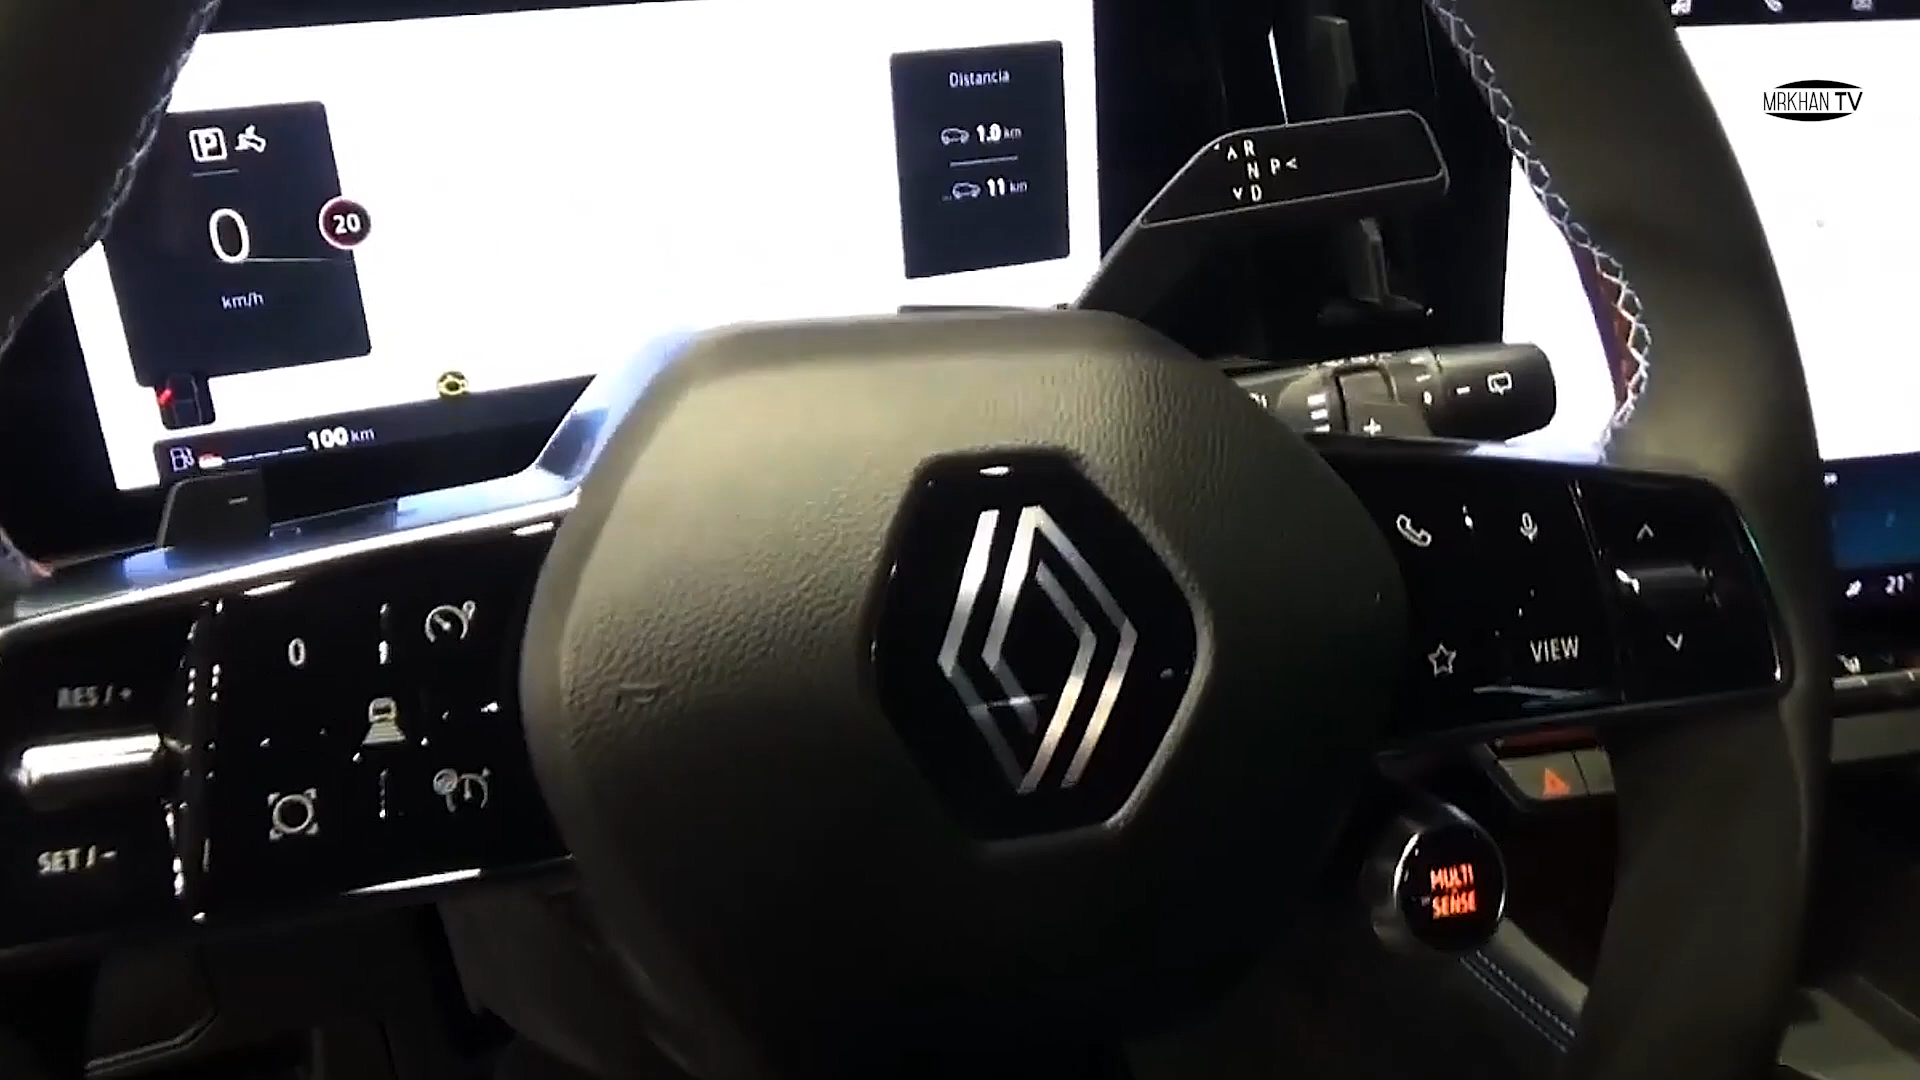 MRKHAN TV
Distancia
1.0 km
11 km
P
0
20
km/h
100 km
R
N P <
D
RES / +
0
SET / -
VIEW
MULTI
SENSE
21°